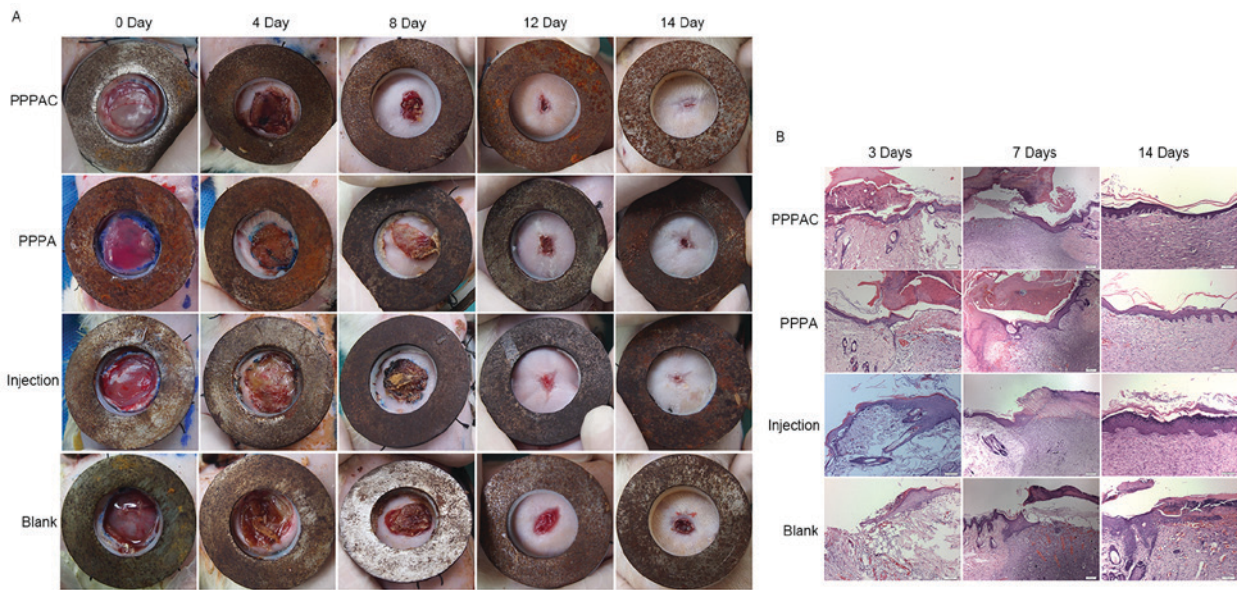 A
0 Day 4 Day 8 Day 12 Day 14 Day
PPPAC
PPPA
Injection
Blank
B
3 Days 7 Days 14 Days
PPPAC
PPPA
Injection
Blank